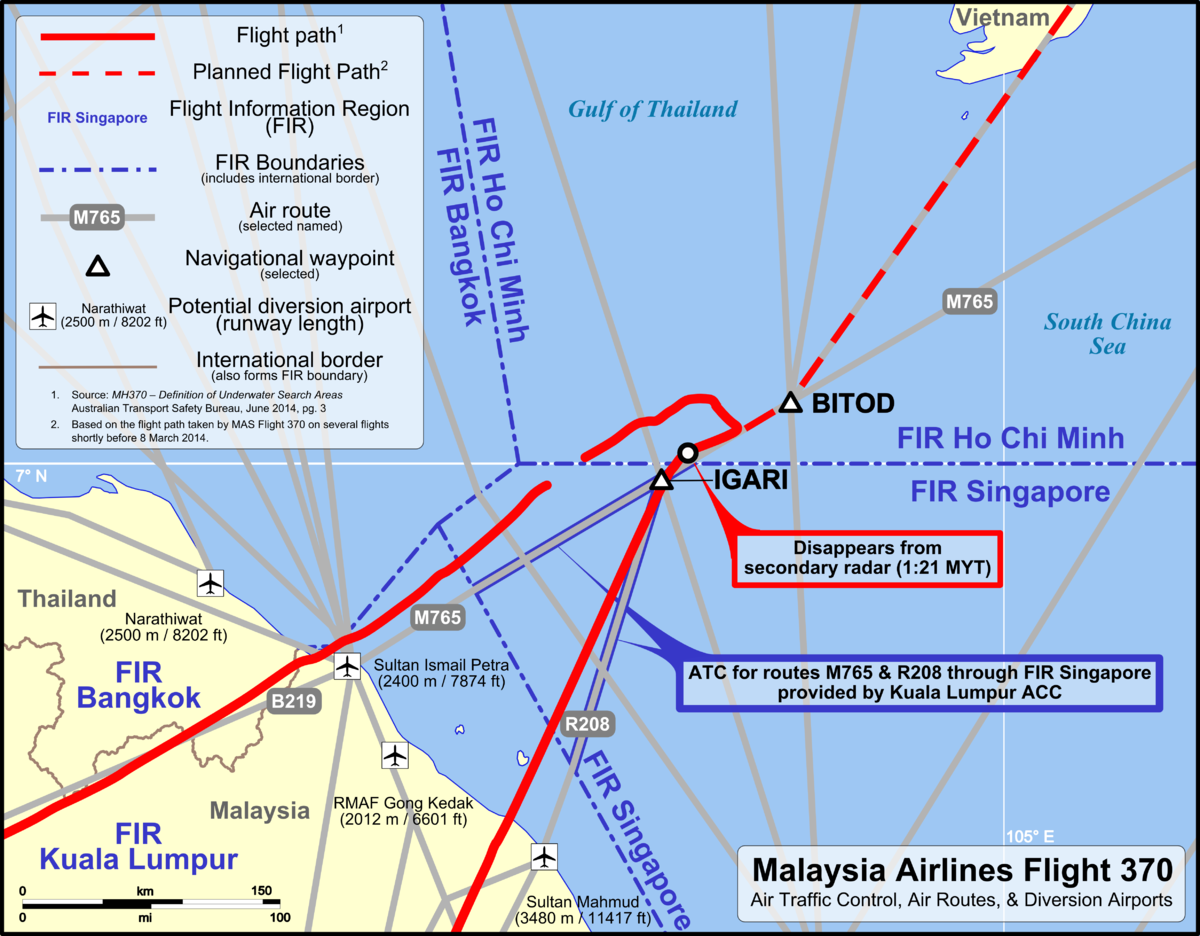 Flight path1
Planned Flight Path2
FIR Singapore
Flight Information Region
(FIR)
FIR Boundaries
(includes international border)
M765
Air route
(selected named)
Navigational waypoint
(selected)
Narathiwat
(2500 m / 8202 ft)
Potential diversion airport
(runway length)
International border
(also forms FIR boundary)
1. Source: MH370 – Definition of Underwater Search Areas
Australian Transport Safety Bureau, June 2014, pg. 3
2. Based on the flight path taken by MAS Flight 370 on several flights
shortly before 8 March 2014.
Vietnam
Gulf of Thailand
FIR Ho Chi Minh
FIR Bangkok
M765
South China
Sea
BITOD
FIR Ho Chi Minh
7° N
IGARI
FIR Singapore
Disappears from
secondary radar (1:21 MYT)
Thailand
Narathiwat
(2500 m / 8202 ft)
M765
FIR
Bangkok
Sultan Ismail Petra
(2400 m / 7874 ft)
ATC for routes M765 & R208 through FIR Singapore
provided by Kuala Lumpur ACC
B219
R208
FIR Singapore
Malaysia
RMAF Gong Kedak
(2012 m / 6601 ft)
FIR
Kuala Lumpur
105° E
0 km 150
0 mi 100
Sultan Mahmud
(3480 m / 11417 ft)
Malaysia Airlines Flight 370
Air Traffic Control, Air Routes, & Diversion Airports